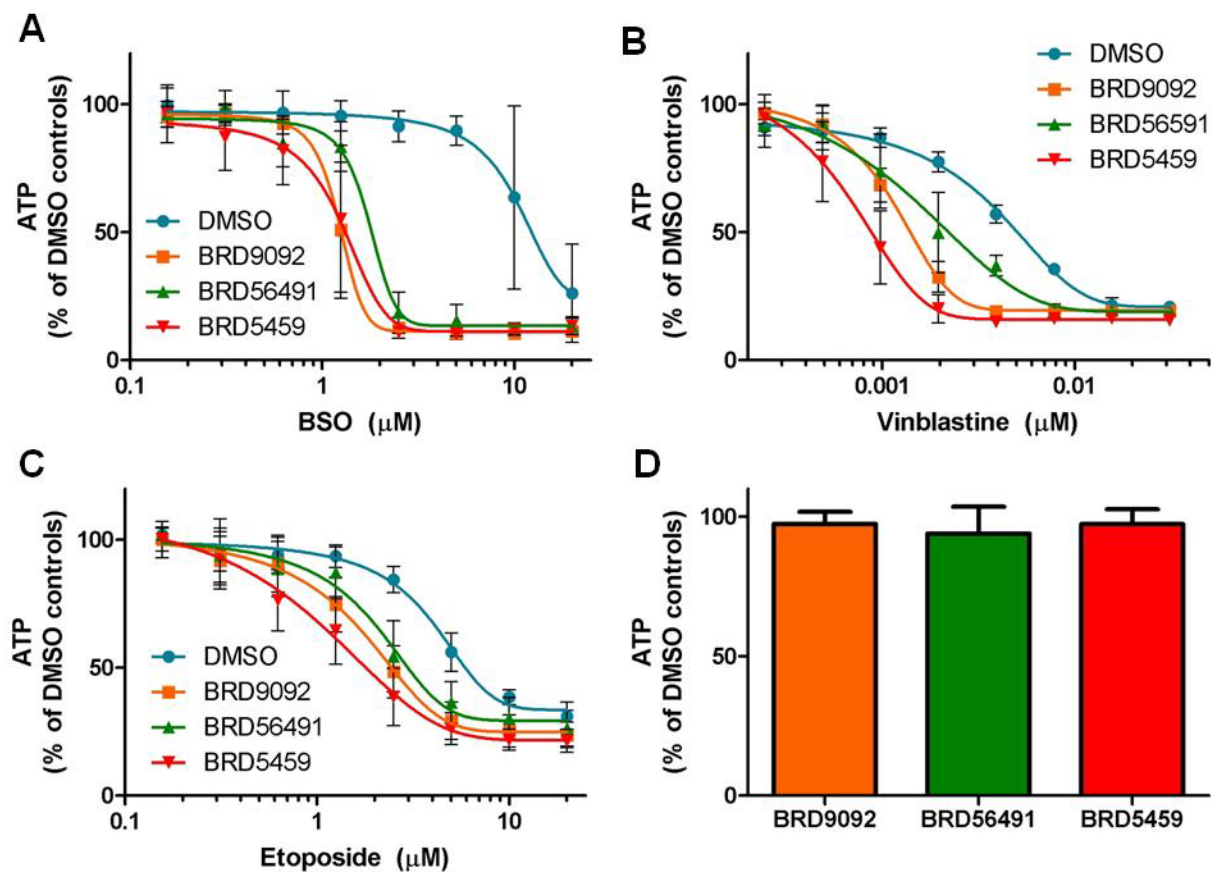 A
ATP
(% of DMSO controls)
100
50
0
DMSO
BRD9092
BRD56491
BRD5459
0.1
1
10
BSO (μM)
B
ATP
(% of DMSO controls)
100
50
0
DMSO
BRD9092
BRD56591
BRD5459
0.001
0.01
Vinblastine (μM)
C
ATP
(% of DMSO controls)
100
50
0
DMSO
BRD9092
BRD56491
BRD5459
0.1
1
10
Etoposide (μM)
D
ATP
(% of DMSO controls)
100
50
0
BRD9092
BRD56491
BRD5459